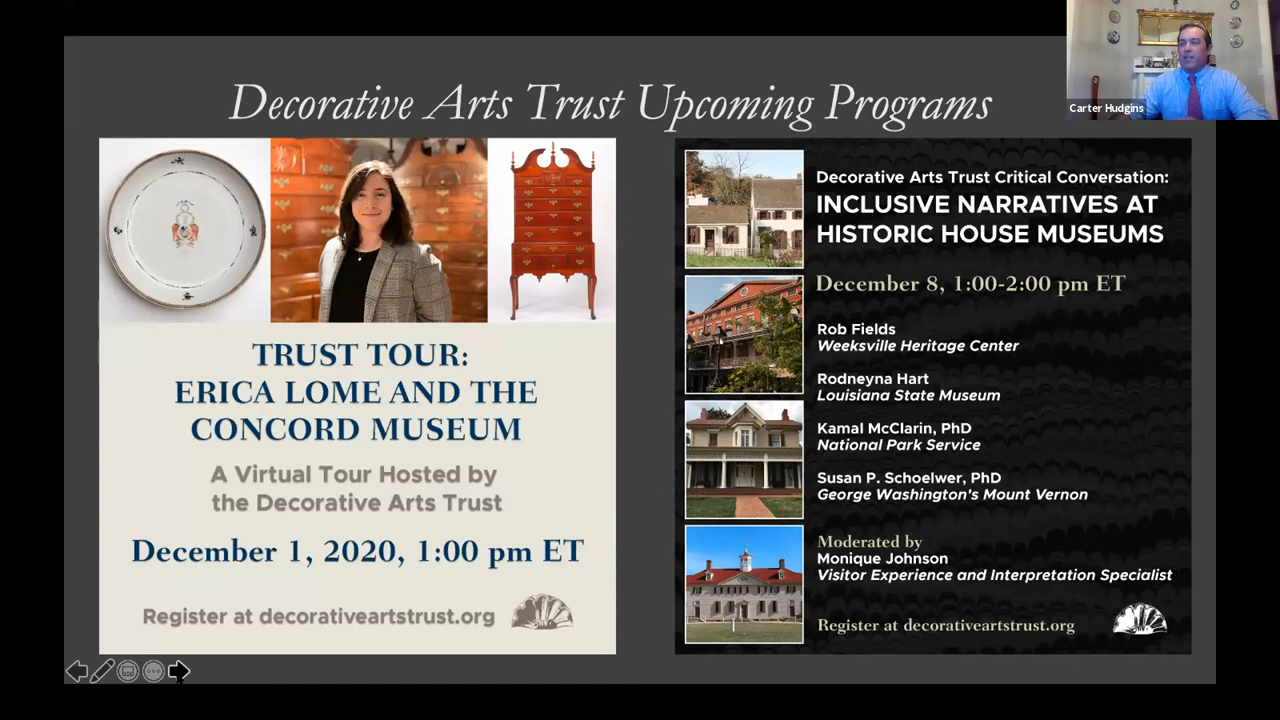 Carter Hudgins
Decorative Arts Trust Upcoming Programs
TRUST TOUR:
ERICA LOME AND THE
CONCORD MUSEUM
A Virtual Tour Hosted by
the Decorative Arts Trust
December 1, 2020, 1:00 pm ET
Register at decorativeartstrust.org
Decorative Arts Trust Critical Conversation:
INCLUSIVE NARRATIVES AT
HISTORIC HOUSE MUSEUMS
December 8, 1:00-2:00 pm ET
Rob Fields
Weeksville Heritage Center
Rodneyna Hart
Louisiana State Museum
Kamal McClarin, PhD
National Park Service
Susan P. Schoelwer, PhD
George Washington's Mount Vernon
Moderated by
Monique Johnson
Visitor Experience and Interpretation Specialist
Register at decorativeartstrust.org